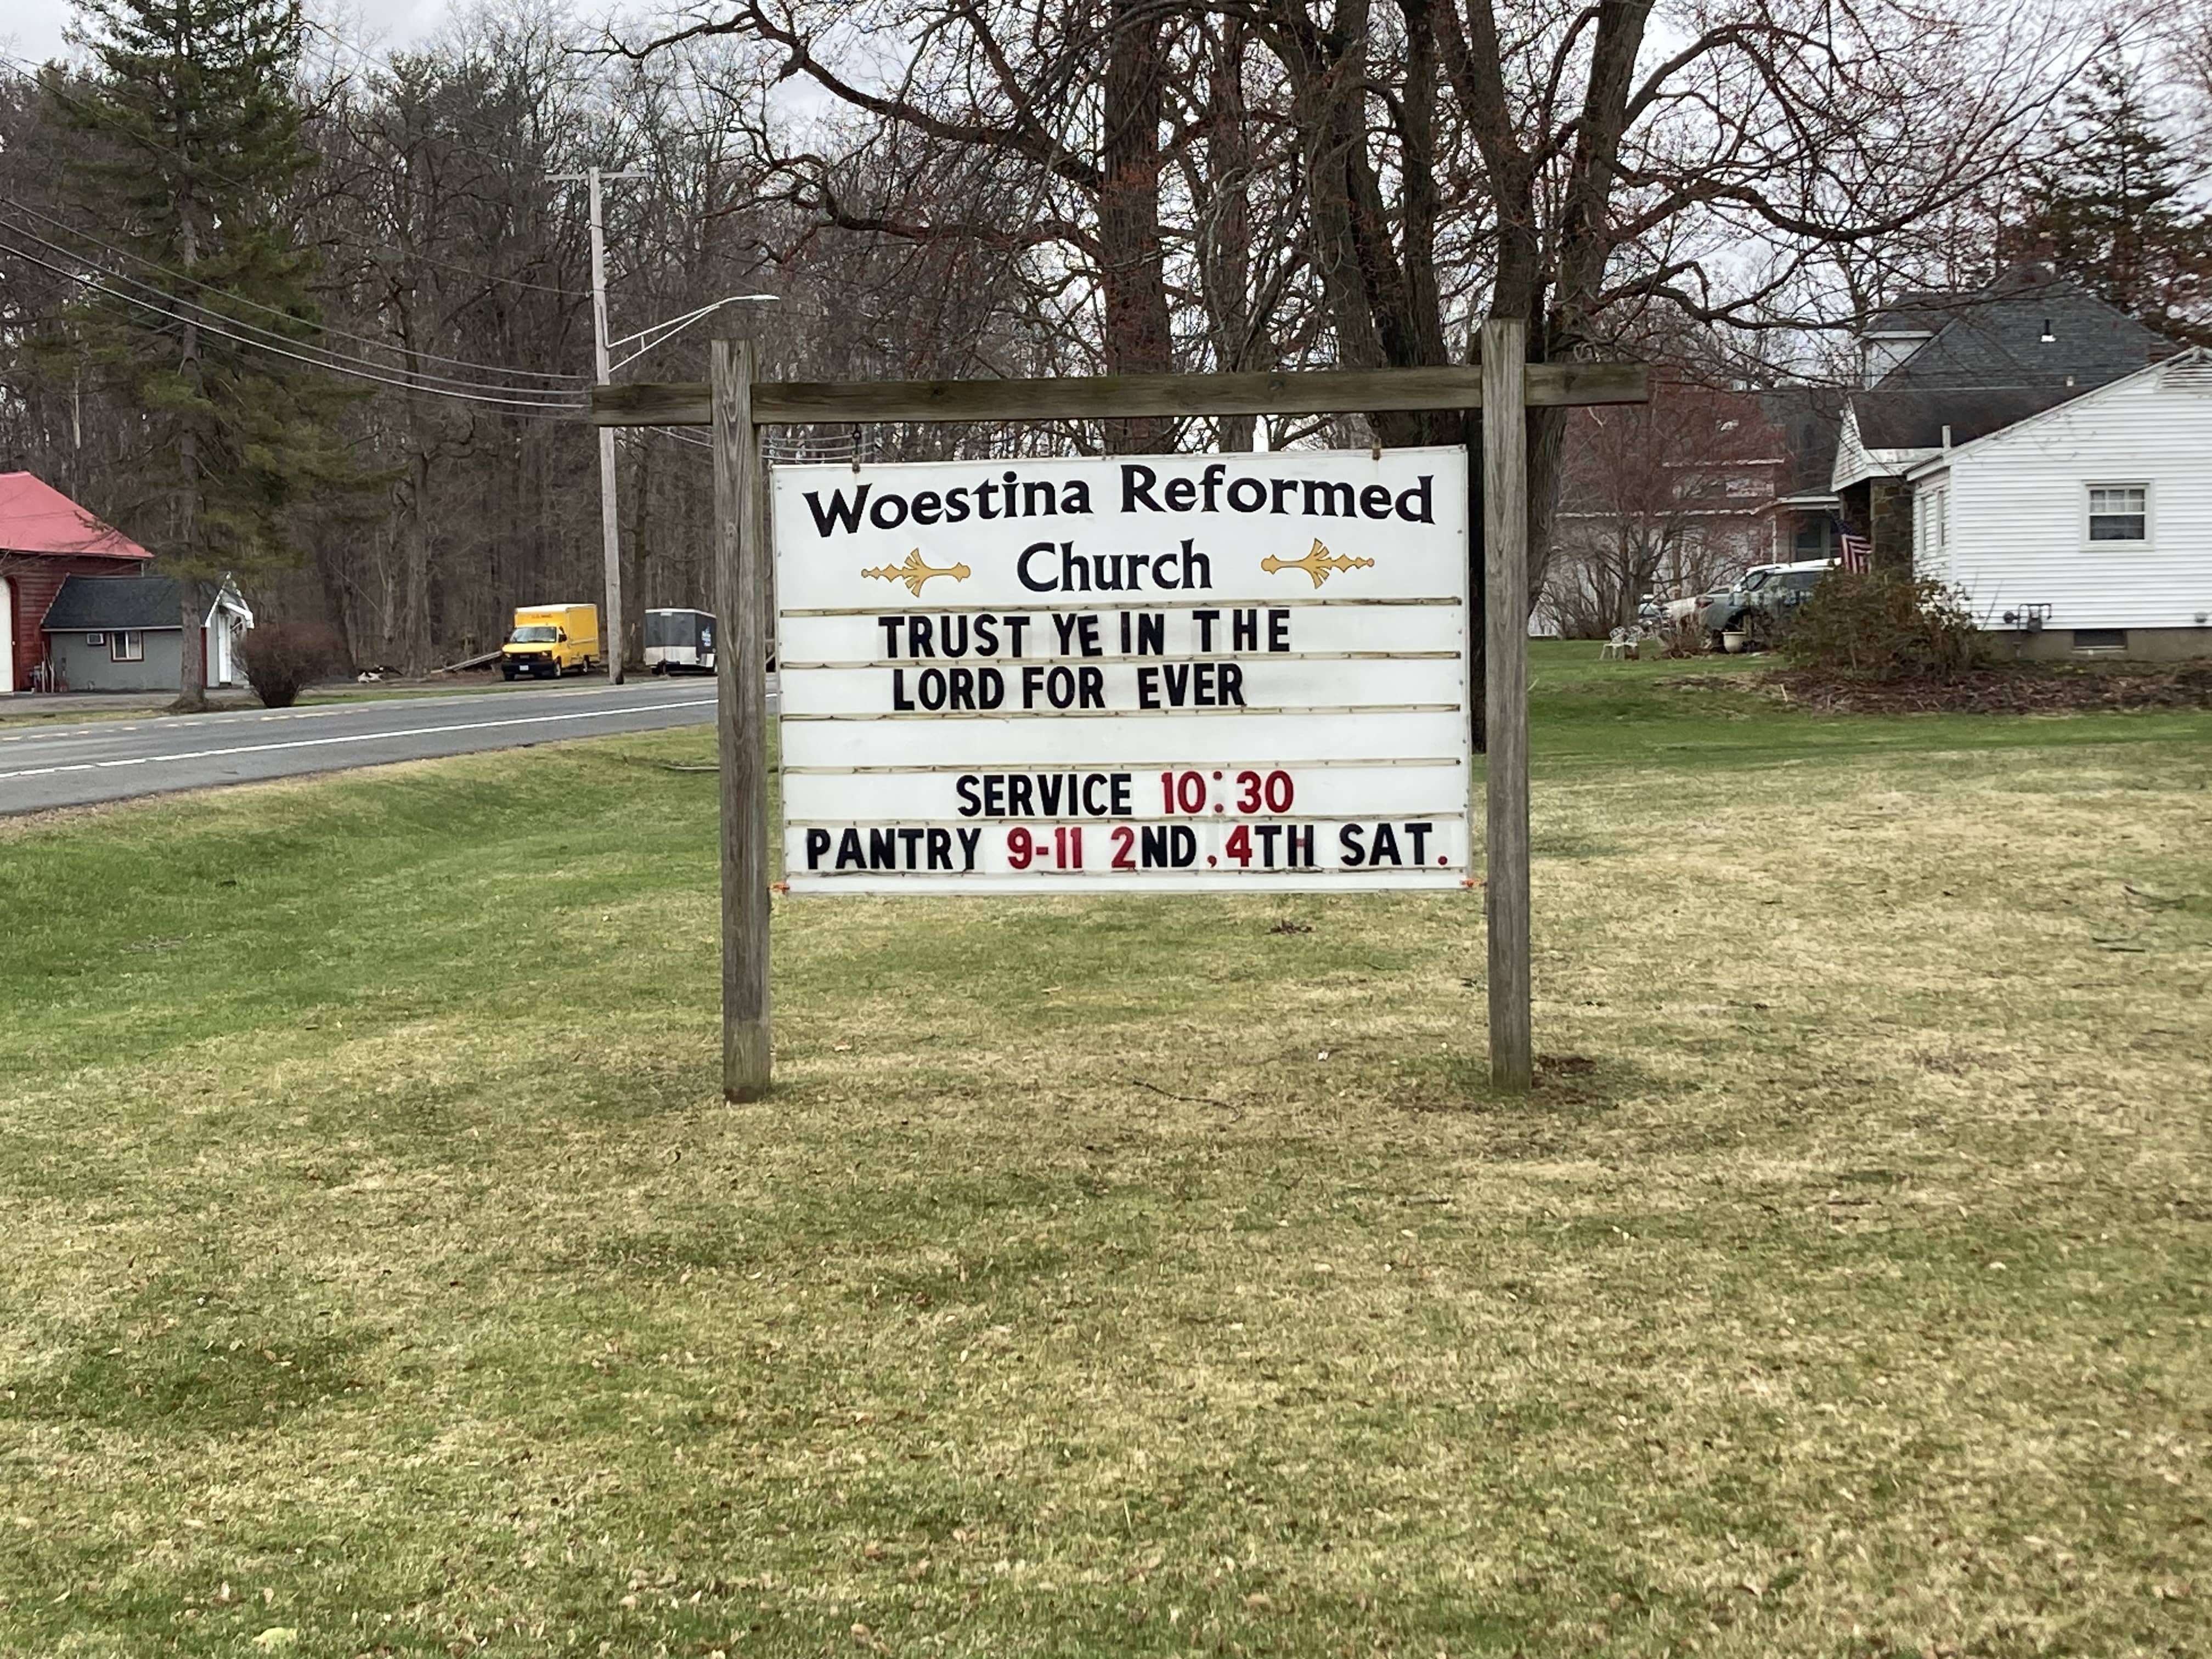 Woestina Reformed
Church
TRUST YE IN THE
LORD FOR EVER
SERVICE 10:30
PANTRY 9-11 2ND,4TH SAT.